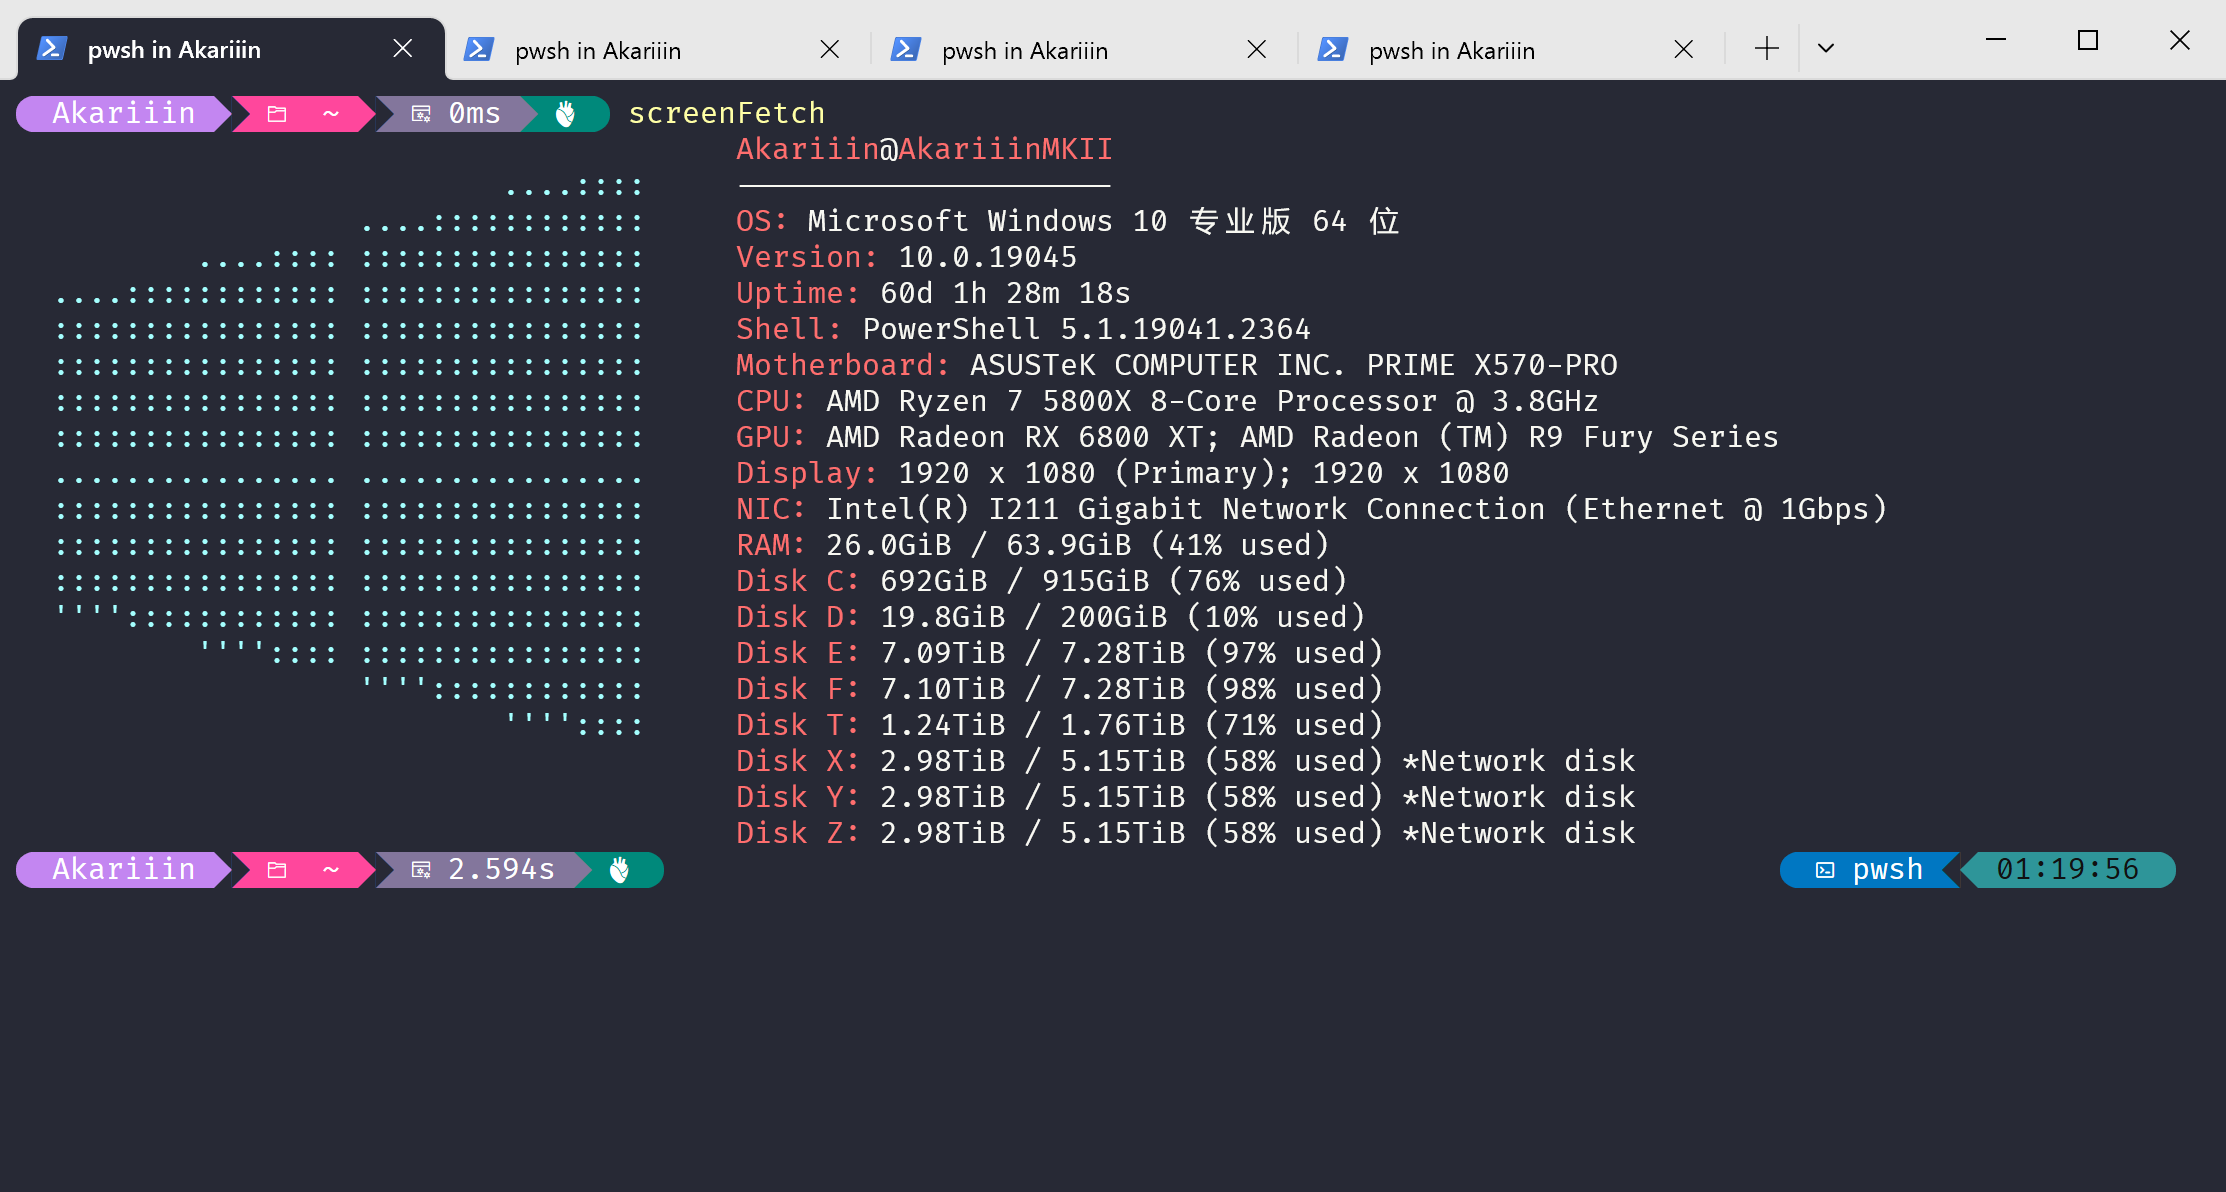 pwsh in Akariiin
pwsh in Akariiin
pwsh in Akariiin
pwsh in Akariiin
Akariiin ~ 0ms screenFetch
Akariiin@AkariiinMKII
OS: Microsoft Windows 10 专业版 64 位
Version: 10.0.19045
Uptime: 60d 1h 28m 18s
Shell: PowerShell 5.1.19041.2364
Motherboard: ASUSTeK COMPUTER INC. PRIME X570-PRO
CPU: AMD Ryzen 7 5800X 8-Core Processor @ 3.8GHz
GPU: AMD Radeon RX 6800 XT; AMD Radeon (TM) R9 Fury Series
Display: 1920 x 1080 (Primary); 1920 x 1080
NIC: Intel(R) I211 Gigabit Network Connection (Ethernet @ 1Gbps)
RAM: 26.0GiB / 63.9GiB (41% used)
Disk C: 692GiB / 915GiB (76% used)
Disk D: 19.8GiB / 200GiB (10% used)
Disk E: 7.09TiB / 7.28TiB (97% used)
Disk F: 7.10TiB / 7.28TiB (98% used)
Disk T: 1.24TiB / 1.76TiB (71% used)
Disk X: 2.98TiB / 5.15TiB (58% used) *Network disk
Disk Y: 2.98TiB / 5.15TiB (58% used) *Network disk
Disk Z: 2.98TiB / 5.15TiB (58% used) *Network disk
Akariiin ~ 2.594s pwsh 01:19:56